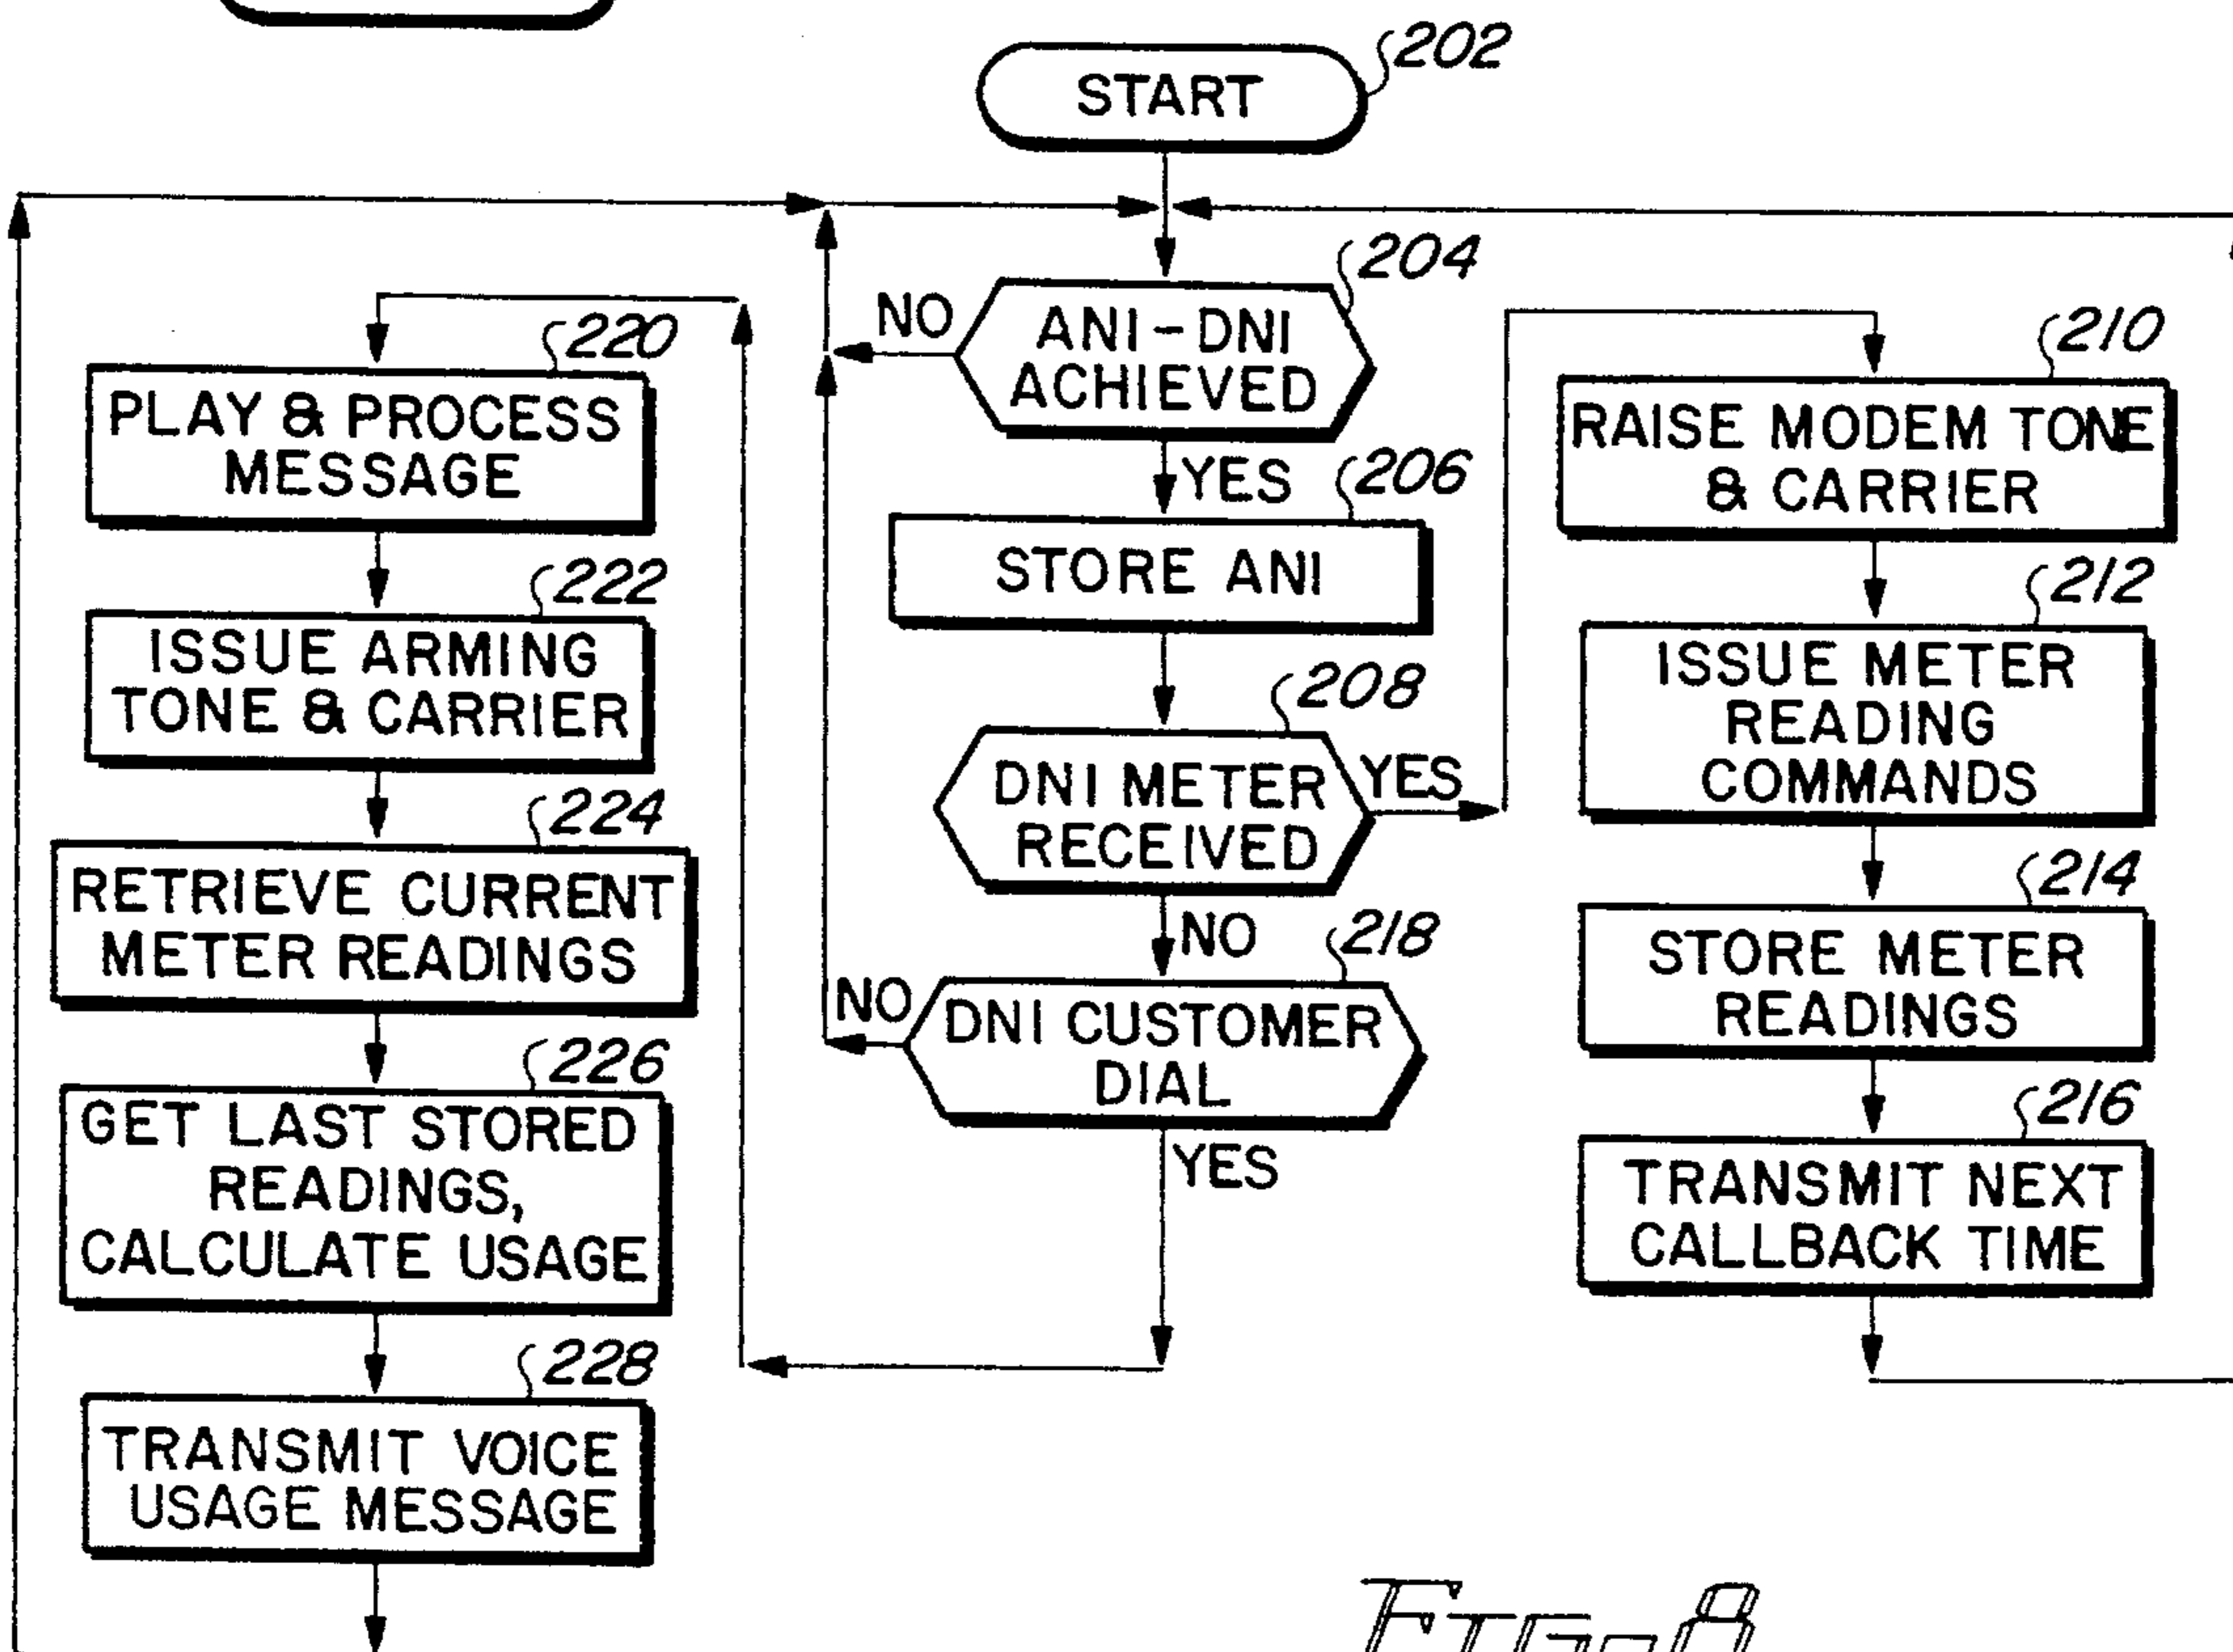 START
202
ANI-DNI
ACHIEVED
204
NO
YES
STORE ANI
206
DNI METER
RECEIVED
208
YES
NO
DNI CUSTOMER
DIAL
218
NO
YES
RAISE MODEM TONE
& CARRIER
210
ISSUE METER
READING
COMMANDS
212
STORE METER
READINGS
214
TRANSMIT NEXT
CALLBACK TIME
216
PLAY & PROCESS
MESSAGE
220
ISSUE ARMING
TONE & CARRIER
222
RETRIEVE CURRENT
METER READINGS
224
GET LAST STORED
READINGS,
CALCULATE USAGE
226
TRANSMIT VOICE
USAGE MESSAGE
228